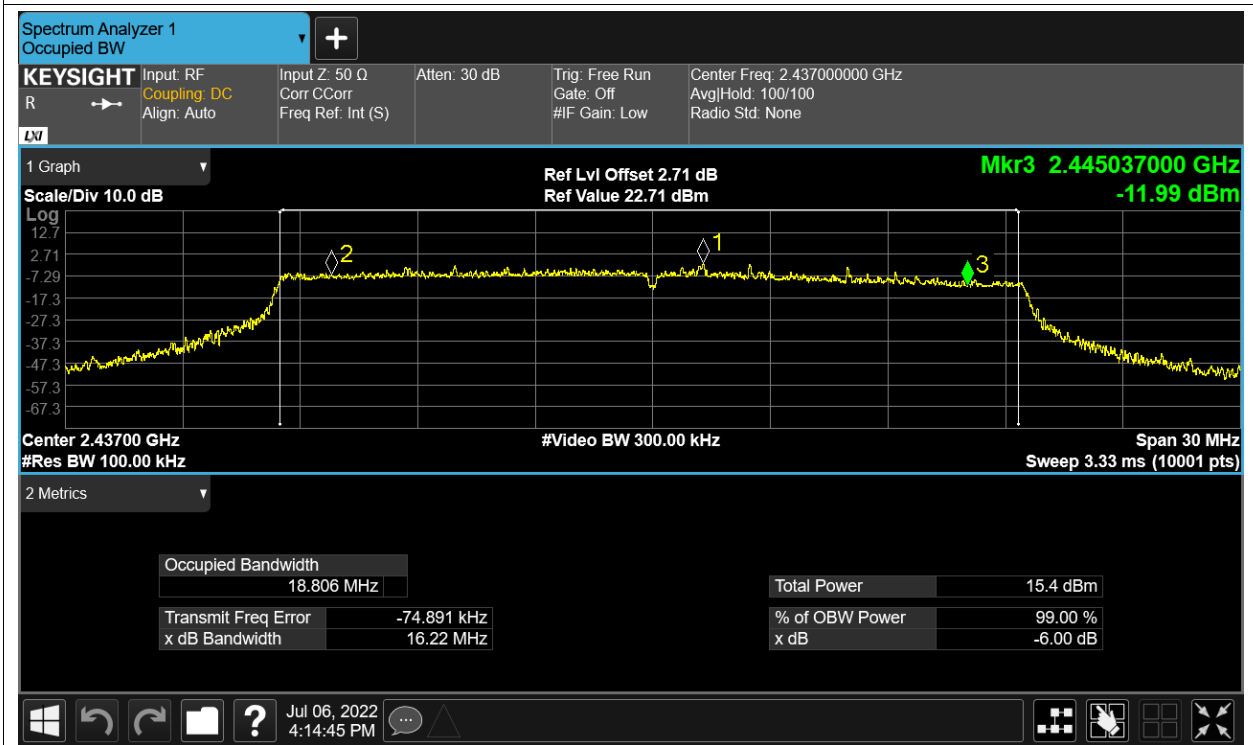 Spectrum Analyzer 1
Occupied BW
KEYSIGHT
R
LXI
Input: RF
Coupling: DC
Align: Auto
Input Z: 50 Ω
Corr CCorr
Freq Ref: Int (S)
Atten: 30 dB
Trig: Free Run
Gate: Off
#IF Gain: Low
Center Freq: 2.437000000 GHz
Avg|Hold: 100/100
Radio Std: None
1 Graph
Scale/Div 10.0 dB
Ref Lvl Offset 2.71 dB
Ref Value 22.71 dBm
Mkr3 2.445037000 GHz
-11.99 dBm
Log
12.7
2.71
-7.29
-17.3
-27.3
-37.3
-47.3
-57.3
-67.3
2
1
3
Center 2.43700 GHz
#Res BW 100.00 kHz
#Video BW 300.00 kHz
Span 30 MHz
Sweep 3.33 ms (10001 pts)
2 Metrics
Occupied Bandwidth
18.806 MHz
Transmit Freq Error -74.891 kHz
x dB Bandwidth 16.22 MHz
Total Power 15.4 dBm
% of OBW Power 99.00 %
x dB -6.00 dB
?
Jul 06, 2022
4:14:45 PM